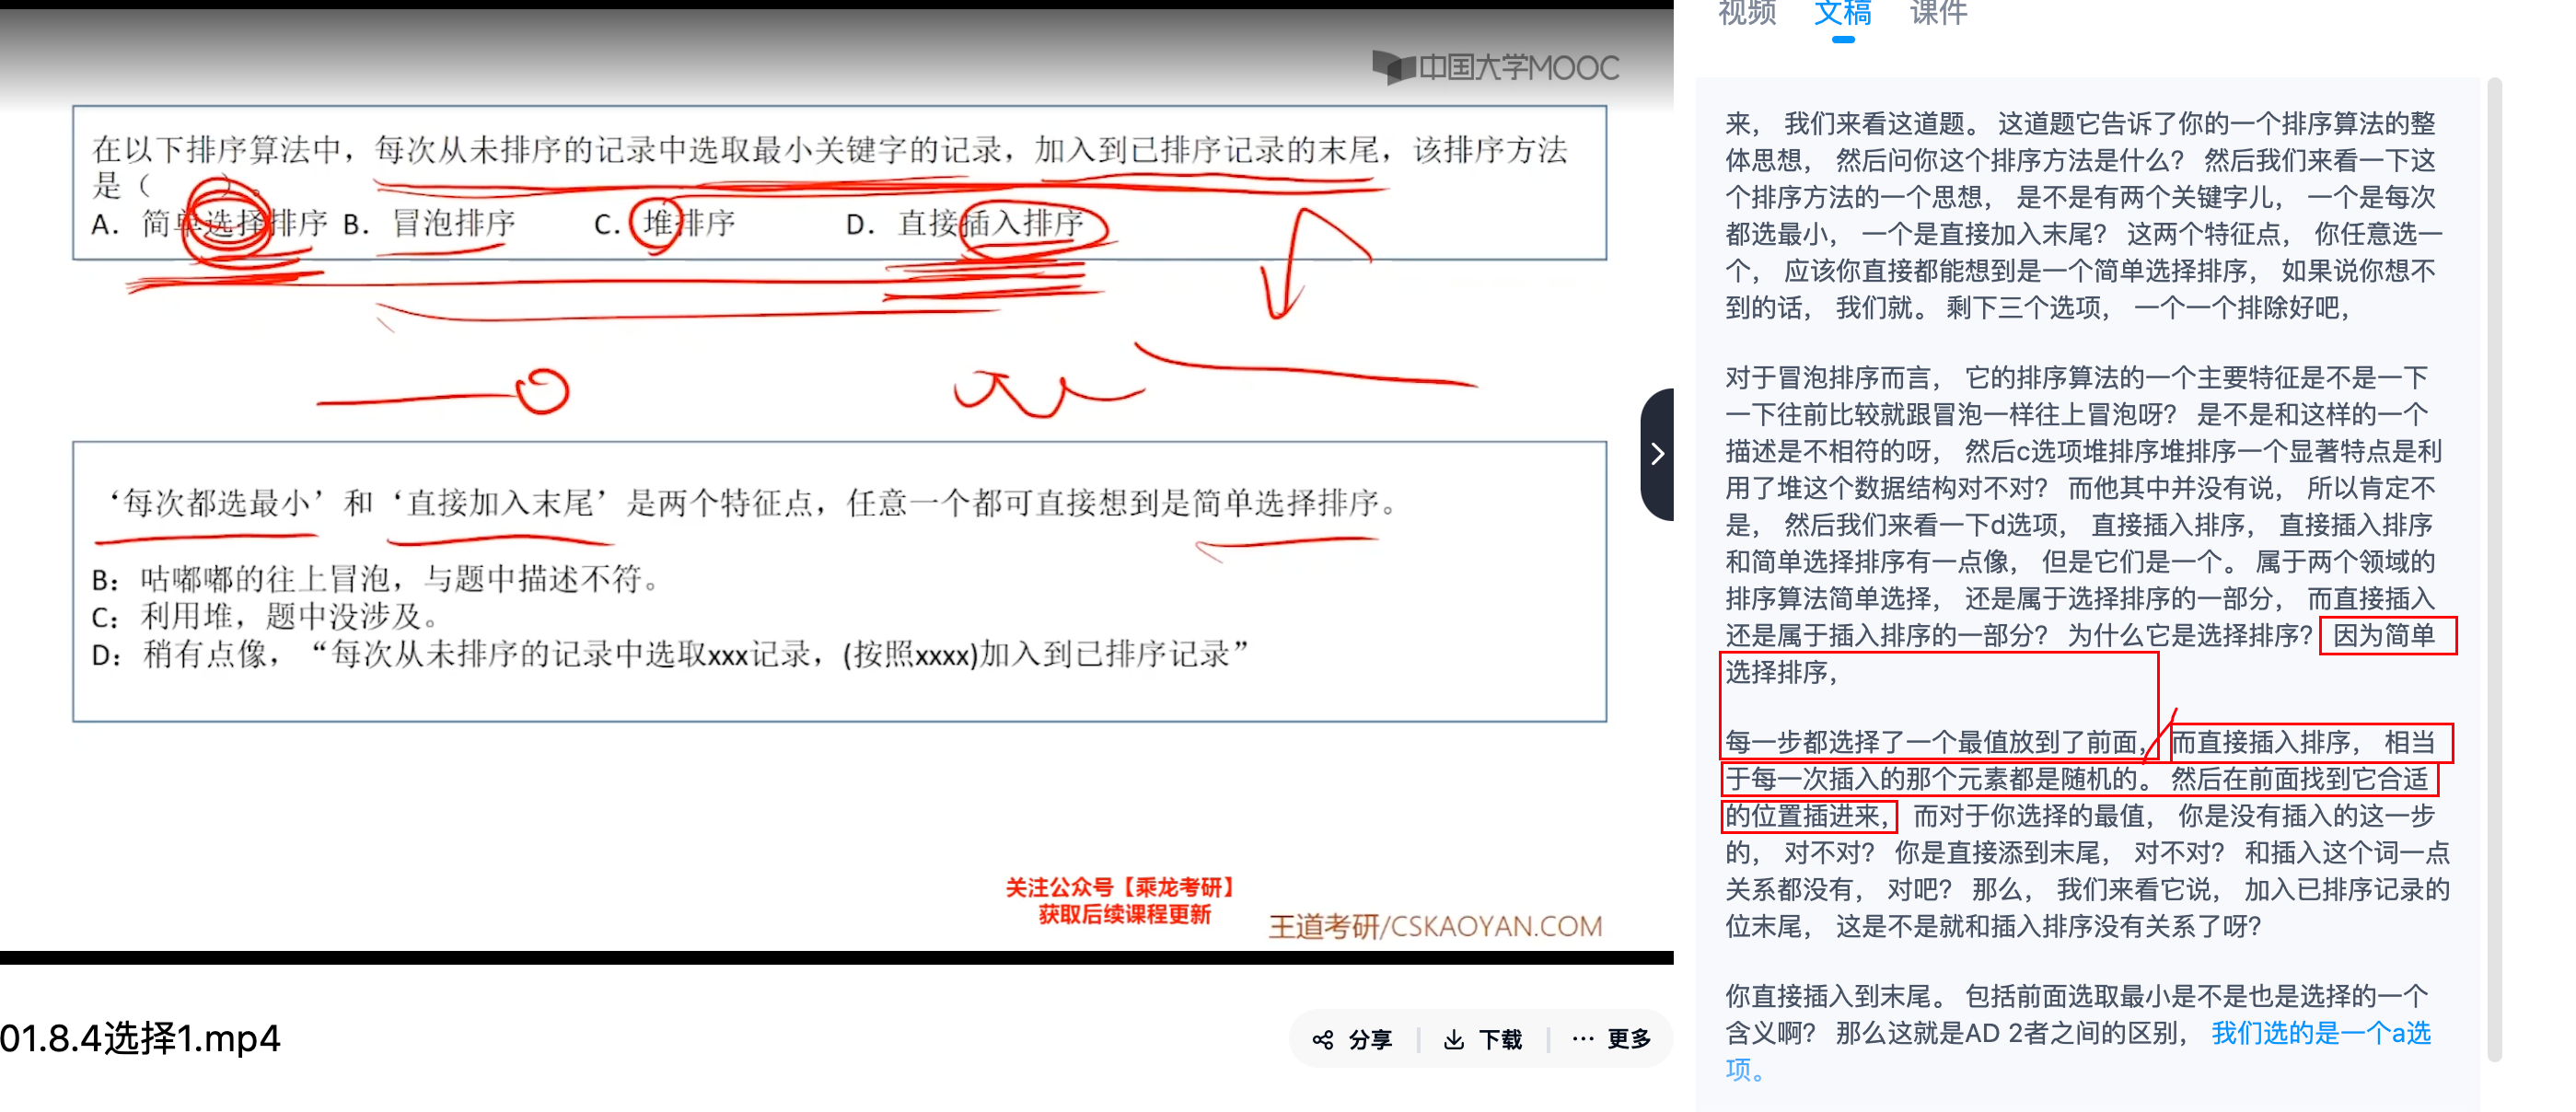 中国大学MOOC
在以下排序算法中，每次从未排序的记录中选取最小关键字的记录，加入到已排序记录的末尾，该排序方法
是（　　）。
A．简单选择排序 B．冒泡排序 C．堆排序 D．直接插入排序
‘每次都选最小’和‘直接加入末尾’是两个特征点，任意一个都可直接想到是简单选择排序。
B：咕嘟嘟的往上冒泡，与题中描述不符。
C：利用堆，题中没涉及。
D：稍有点像，“每次从未排序的记录中选取xxx记录，(按照xxxx)加入到已排序记录”
关注公众号【乘龙考研】
获取后续课程更新
王道考研/CSKAOYAN.COM
01.8.4选择1.mp4
分享 下载 更多
视频 文稿 课件
来， 我们来看这道题。 这道题它告诉了你的一个排序算法的整
体思想， 然后问你这个排序方法是什么？ 然后我们来看一下这
个排序方法的一个思想， 是不是有两个关键字儿， 一个是每次
都选最小， 一个是直接加入末尾？ 这两个特征点， 你任意选一
个， 应该你直接都能想到是一个简单选择排序， 如果说你想不
到的话， 我们就。 剩下三个选项， 一个一个排除好吧，
对于冒泡排序而言， 它的排序算法的一个主要特征是不是一下
一下往前比较就跟冒泡一样往上冒泡呀？ 是不是和这样的一个
描述是不相符的呀， 然后c选项堆排序堆排序一个显著特点是利
用了堆这个数据结构对不对？ 而他其中并没有说， 所以肯定不
是， 然后我们来看一下d选项， 直接插入排序， 直接插入排序
和简单选择排序有一点像， 但是它们是一个。 属于两个领域的
排序算法简单选择， 还是属于选择排序的一部分， 而直接插入
还是属于插入排序的一部分？ 为什么它是选择排序？ 因为简单
选择排序，
每一步都选择了一个最值放到了前面， 而直接插入排序， 相当
于每一次插入的那个元素都是随机的。 然后在前面找到它合适
的位置插进来， 而对于你选择的最值， 你是没有插入的这一步
的， 对不对？ 你是直接添到末尾， 对不对？ 和插入这个词一点
关系都没有， 对吧？ 那么， 我们来看它说， 加入已排序记录的
位末尾， 这是不是就和插入排序没有关系了呀？
你直接插入到末尾。 包括前面选取最小是不是也是选择的一个
含义啊？ 那么这就是AD 2者之间的区别， 我们选的是一个a选
项。